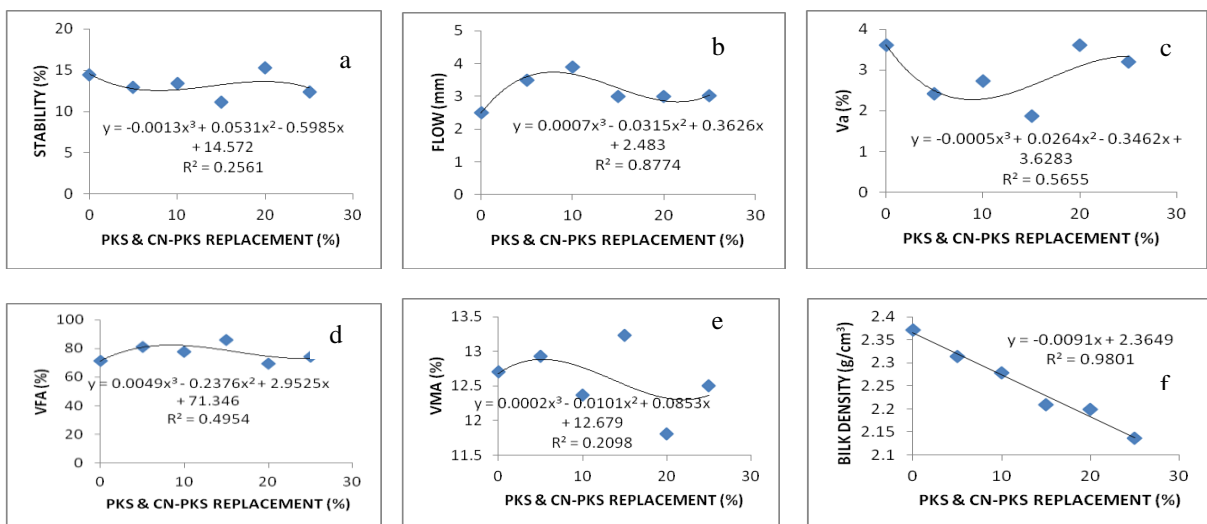 a
STABILITY (%)
20
15
10
5
0
y = -0.0013x³ + 0.0531x² - 0.5985x
+ 14.572
R² = 0.2561
0 10 20 30
PKS & CN-PKS REPLACEMENT (%)
b
FLOW (mm)
5
4
3
2
1
0
y = 0.0007x³ - 0.0315x² + 0.3626x
+ 2.483
R² = 0.8774
0 10 20 30
PKS & CN-PKS REPLACEMENT (%)
c
Va (%)
4
3
2
1
0
y = -0.0005x³ + 0.0264x² - 0.3462x +
3.6283
R² = 0.5655
0 10 20 30
PKS & CN-PKS REPLACEMENT (%)
d
VFA (%)
100
80
60
40
20
0
y = 0.0049x³ - 0.2376x² + 2.9525x
+ 71.346
R² = 0.4954
0 10 20 30
PKS & CN-PKS REPLACEMENT (%)
e
VMA (%)
13.5
13
12.5
12
11.5
y = 0.0002x³ - 0.0101x² + 0.0853x
+ 12.679
R² = 0.2098
0 10 20 30
PKS & CN-PKS REPLACEMENT (%)
f
BILK DENSITY (g/cm³)
2.4
2.35
2.3
2.25
2.2
2.15
2.1
y = -0.0091x + 2.3649
R² = 0.9801
0 10 20 30
PKS & CN-PKS REPLACEMENT (%)